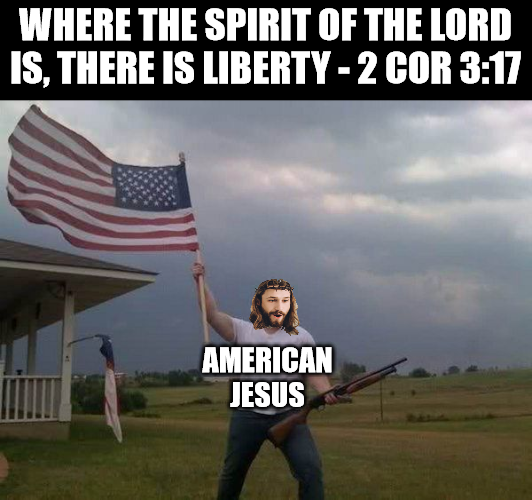 WHERE THE SPIRIT OF THE LORD
IS, THERE IS LIBERTY - 2 COR 3:17
AMERICAN
JESUS